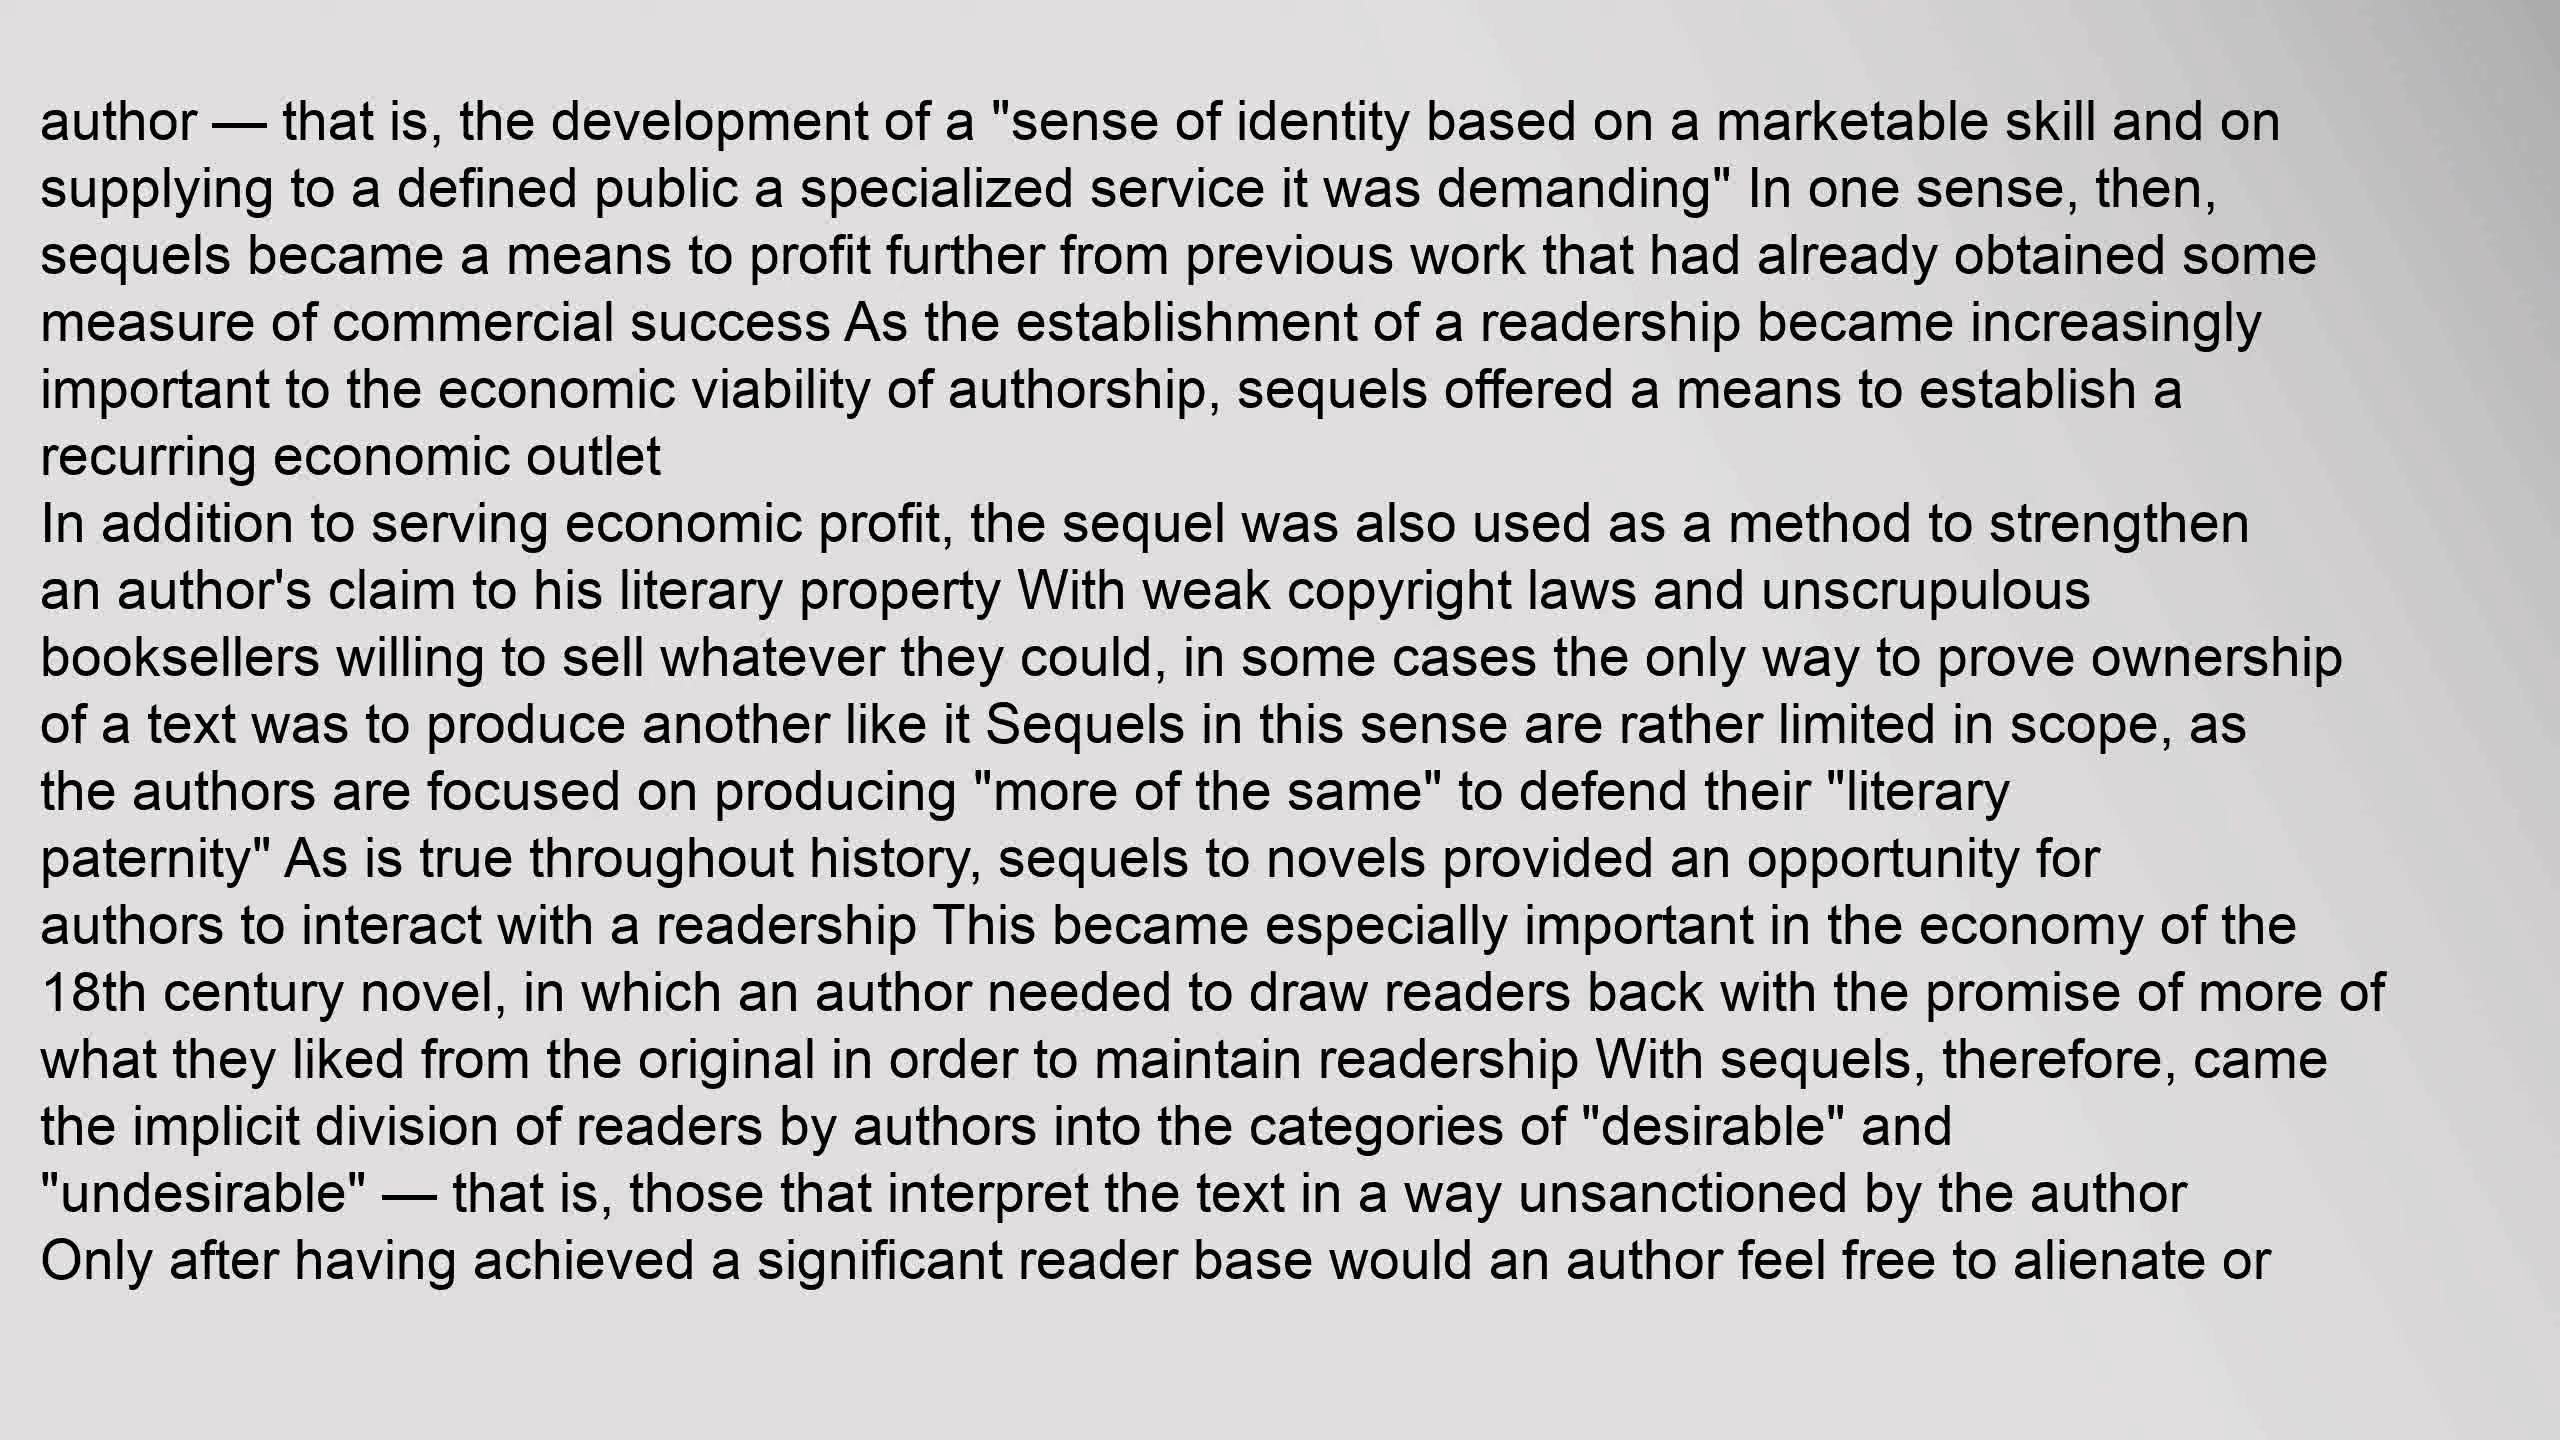 author — that is, the development of a "sense of identity based on a marketable skill and on
supplying to a defined public a specialized service it was demanding" In one sense, then,
sequels became a means to profit further from previous work that had already obtained some
measure of commercial success As the establishment of a readership became increasingly
important to the economic viability of authorship, sequels offered a means to establish a
recurring economic outlet
In addition to serving economic profit, the sequel was also used as a method to strengthen
an author's claim to his literary property With weak copyright laws and unscrupulous
booksellers willing to sell whatever they could, in some cases the only way to prove ownership
of a text was to produce another like it Sequels in this sense are rather limited in scope, as
the authors are focused on producing "more of the same" to defend their "literary
paternity" As is true throughout history, sequels to novels provided an opportunity for
authors to interact with a readership This became especially important in the economy of the
18th century novel, in which an author needed to draw readers back with the promise of more of
what they liked from the original in order to maintain readership With sequels, therefore, came
the implicit division of readers by authors into the categories of "desirable" and
"undesirable" — that is, those that interpret the text in a way unsanctioned by the author
Only after having achieved a significant reader base would an author feel free to alienate or